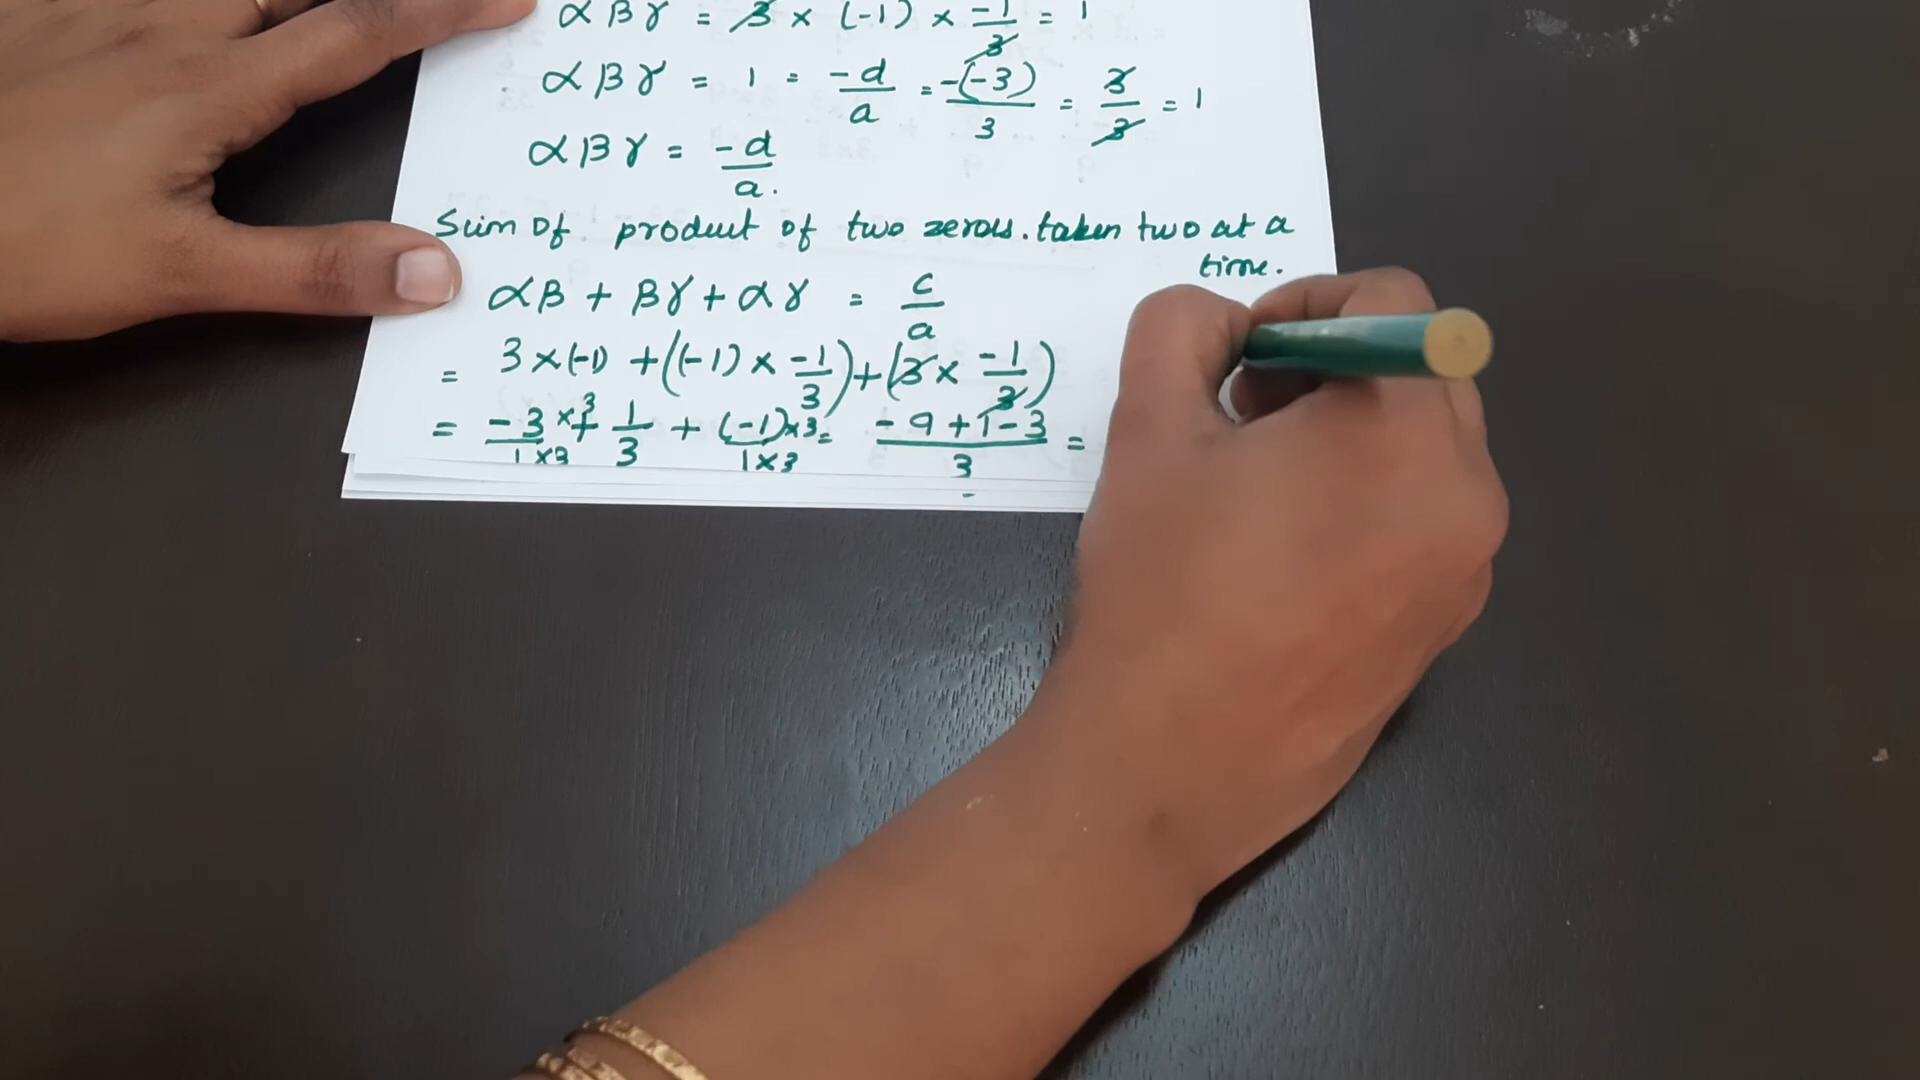 αβγ = 3 × (-1) × -1/3 = 1
αβγ = 1 = -d/a = -(-3)/3 = 3/3 = 1
αβγ = -d/a.
Sum of product of two zeros. taken two at a
time.
αβ + βγ + αγ = c/a
= 3×(-1) + ((-1) × -1/3) + (3 × -1/3)
= -3×3/1×3 + 1/3 + (-1)×3/1×3 = -9+1-3/3 =